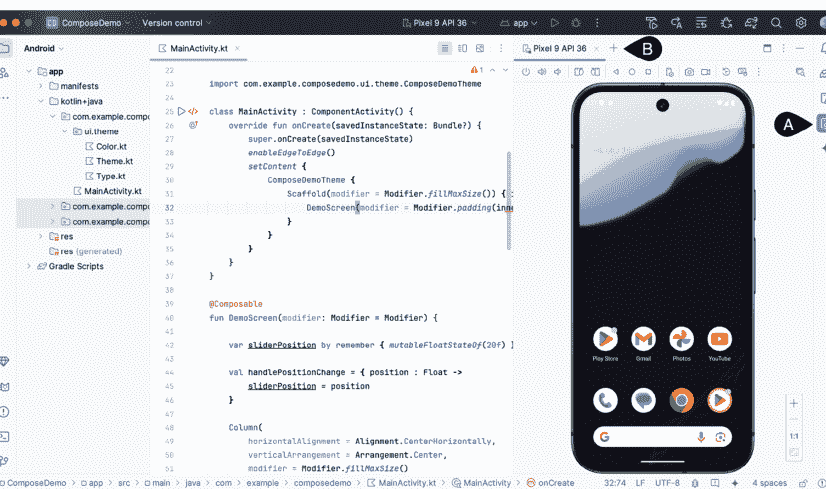 CD ComposeDemo Version control Pixel 9 API 36 app
Android MainActivity.kt Pixel 9 API 36 B
1
app
manifests
kotlin+java
com.example.compo
ui.theme
Color.kt
Theme.kt
Type.kt
MainActivity.kt
com.example.compo
com.example.compo
res
res (generated)
Gradle Scripts
22
23 import com.example.composedemo.ui.theme.ComposeDemoTheme
24
25 class MainActivity : ComponentActivity() {
26 override fun onCreate(savedInstanceState: Bundle?) {
27 super.onCreate(savedInstanceState)
28 enableEdgeToEdge()
29 setContent {
30 ComposeDemoTheme {
31 Scaffold(modifier = Modifier.fillMaxSize()) {
32 DemoScreen(modifier = Modifier.padding(inne
33 }
34 }
35 }
36 }
37 }
38
39 @Composable
40 fun DemoScreen(modifier: Modifier = Modifier) {
41
42 var sliderPosition by remember { mutableFloatStateOf(20f) }
43
44 val handlePositionChange = { position : Float ->
45 sliderPosition = position
46 }
47
48 Column(
49 horizontalAlignment = Alignment.CenterHorizontally,
50 verticalArrangement = Arrangement.Center,
51 modifier = Modifier.fillMaxSize()
A
Play Store Gmail Photos YouTube
G
1:1
ComposeDemo > app > src > main > java > com > example > composedemo > MainActivity.kt > MainActivity > onCreate 32:74 LF UTF-8 4 spaces